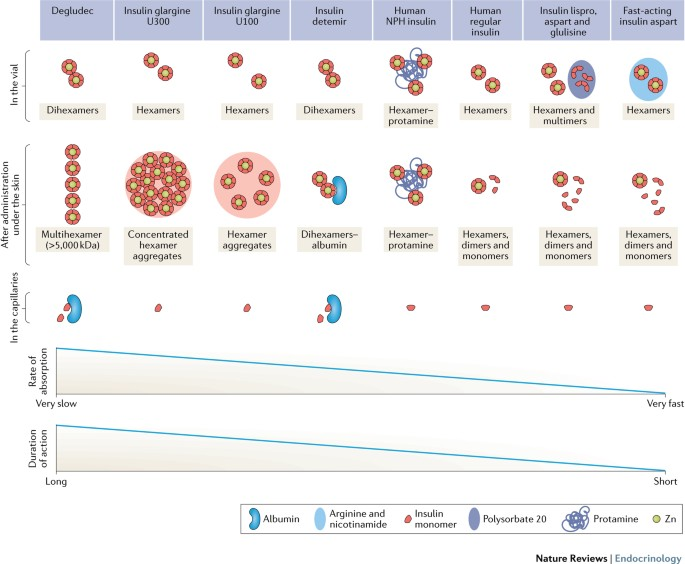 Degludec
Insulin glargine
U300
Insulin glargine
U100
Insulin
detemir
Human
NPH insulin
Human
regular
insulin
Insulin lispro,
aspart and
glulisine
Fast-acting
insulin aspart
In the vial
Dihexamers
Hexamers
Hexamers
Dihexamers
Hexamer–
protamine
Hexamers
Hexamers and
multimers
Hexamers
After administration
under the skin
Multihexamer
(>5,000 kDa)
Concentrated
hexamer
aggregates
Hexamer
aggregates
Dihexamers–
albumin
Hexamer–
protamine
Hexamers,
dimers and
monomers
Hexamers,
dimers and
monomers
Hexamers,
dimers and
monomers
In the capillaries
Rate of
absorption
Very slow
Very fast
Duration
of action
Long
Short
Albumin
Arginine and
nicotinamide
Insulin
monomer
Polysorbate 20
Protamine
Zn
Nature Reviews | Endocrinology